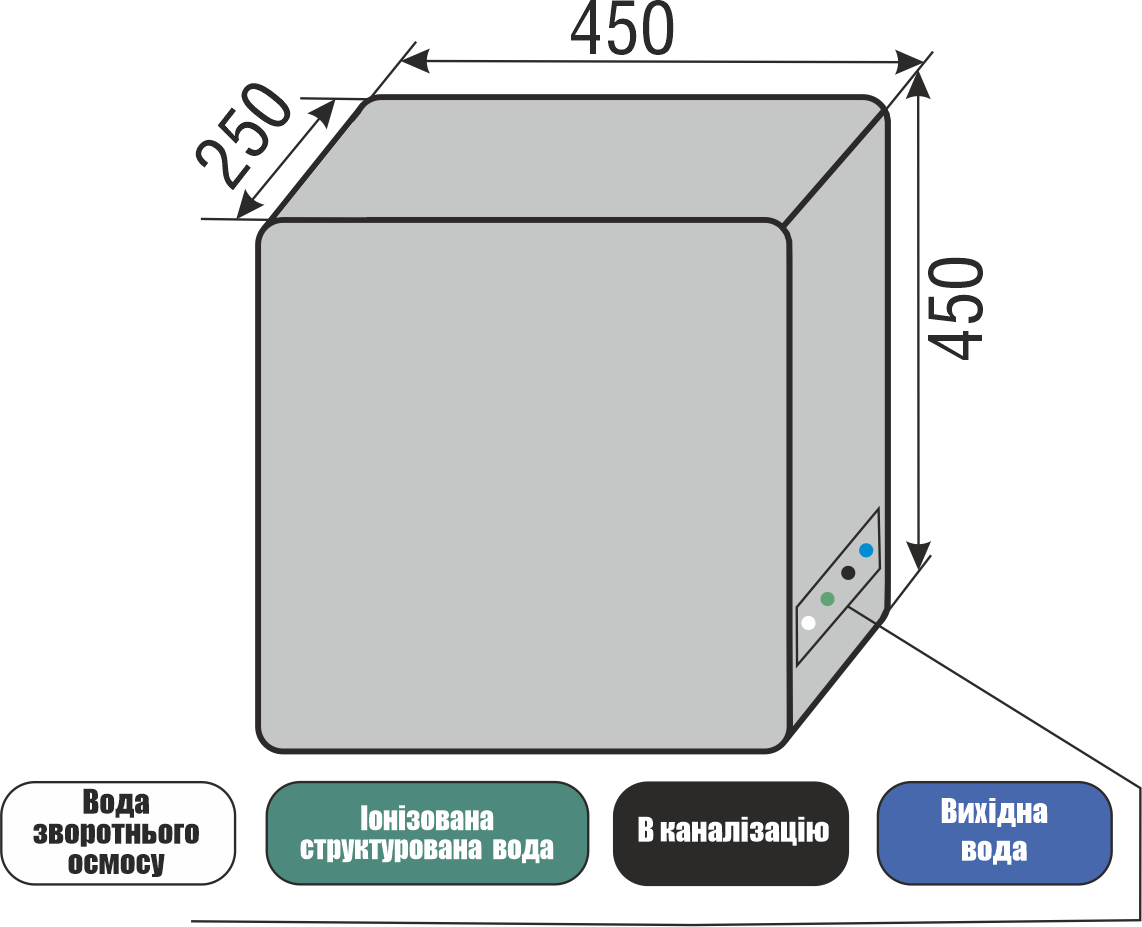 450
250
450
Вода
зворотнього
осмосу
Іонізована
структурована вода
В каналізацію
Вихідна
вода